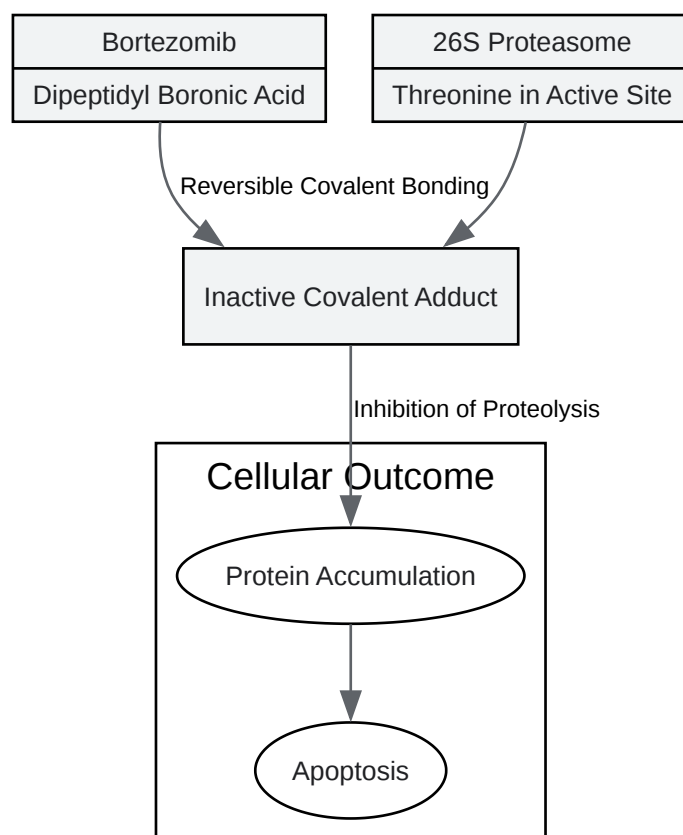 Bortezomib
Dipeptidyl Boronic Acid
26S Proteasome
Threonine in Active Site
Reversible Covalent Bonding
Inactive Covalent Adduct
Inhibition of Proteolysis
Cellular Outcome
Protein Accumulation
Apoptosis